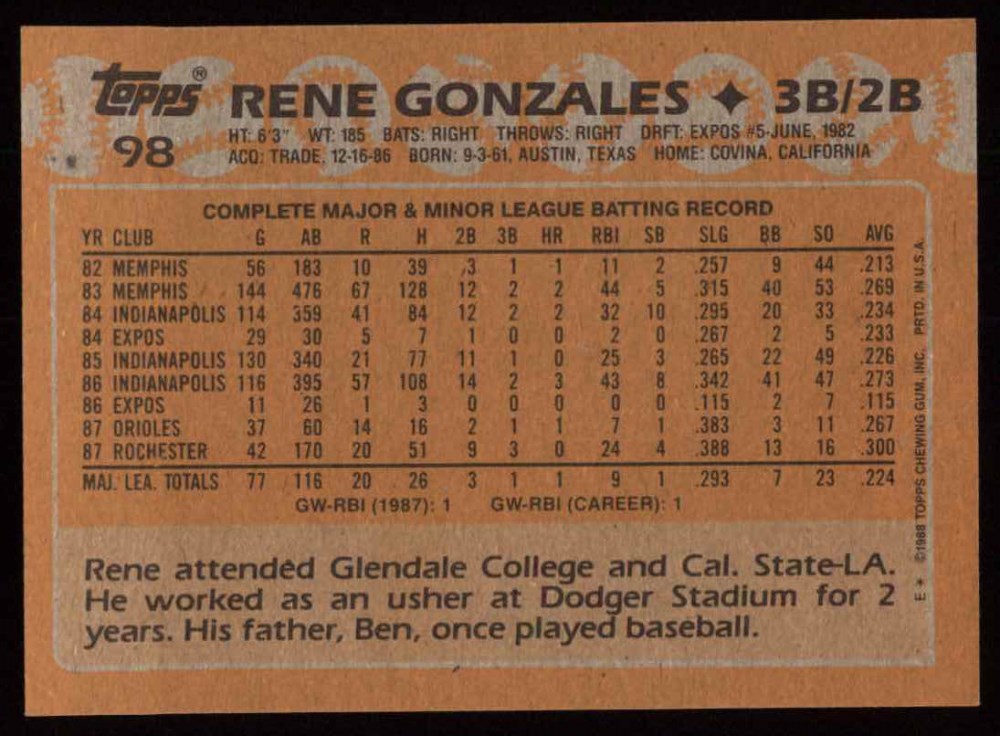 topps® RENE GONZALES ✦ 3B/2B
98
HT: 6'3" WT: 185 BATS: RIGHT THROWS: RIGHT DRFT: EXPOS #5-JUNE, 1982
ACQ: TRADE, 12-16-86 BORN: 9-3-61, AUSTIN, TEXAS HOME: COVINA, CALIFORNIA
COMPLETE MAJOR & MINOR LEAGUE BATTING RECORD
YR CLUB G AB R H 2B 3B HR RBI SB SLG BB SO AVG
82 MEMPHIS 56 183 10 39 3 1 1 11 2 .257 9 44 .213
83 MEMPHIS 144 476 67 128 12 2 2 44 5 .315 40 53 .269
84 INDIANAPOLIS 114 359 41 84 12 2 2 32 10 .295 20 33 .234
84 EXPOS 29 30 5 7 1 0 0 2 0 .267 2 5 .233
85 INDIANAPOLIS 130 340 21 77 11 1 0 25 3 .265 22 49 .226
86 INDIANAPOLIS 116 395 57 108 14 2 3 43 8 .342 41 47 .273
86 EXPOS 11 26 1 3 0 0 0 0 0 .115 2 7 .115
87 ORIOLES 37 60 14 16 2 1 1 7 1 .383 3 11 .267
87 ROCHESTER 42 170 20 51 9 3 0 24 4 .388 13 16 .300
MAJ. LEA. TOTALS 77 116 20 26 3 1 1 9 1 .293 7 23 .224
GW-RBI (1987): 1 GW-RBI (CAREER): 1
Rene attended Glendale College and Cal. State-LA.
He worked as an usher at Dodger Stadium for 2
years. His father, Ben, once played baseball.
E* ©1988 TOPPS CHEWING GUM, INC. PRTD. IN U.S.A.